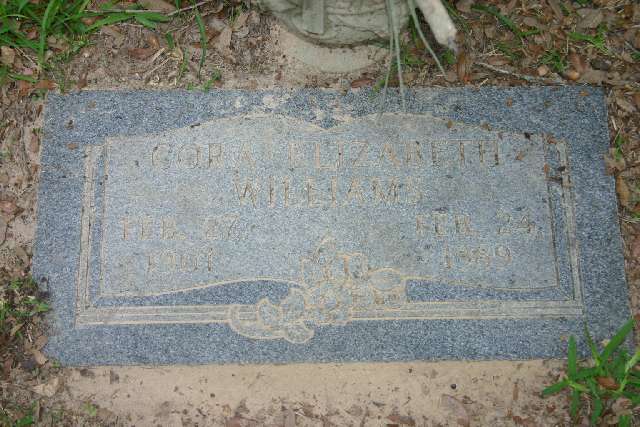 CORA ELIZABETH
WILLIAMS
FEB. 27, FEB. 24,
1901 1989